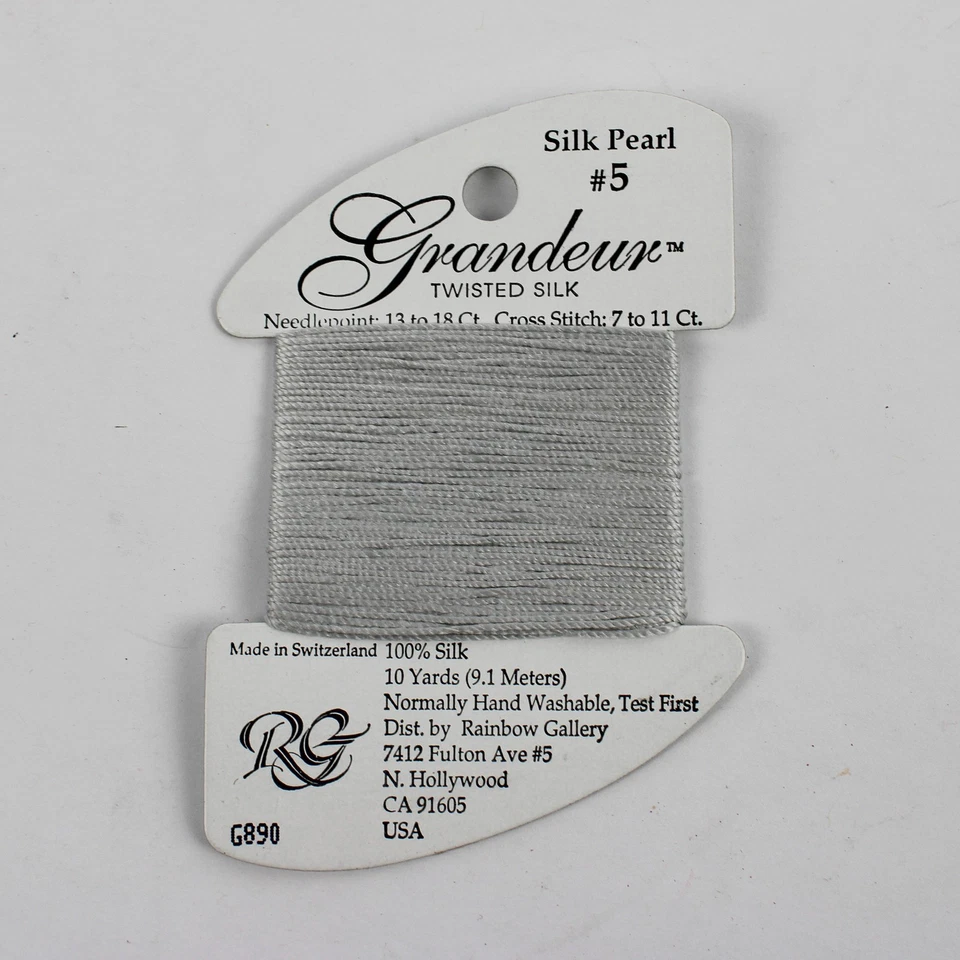 Silk Pearl
#5
Grandeur™
TWISTED SILK
Needlepoint: 13 to 18 Ct. Cross Stitch: 7 to 11 Ct.
Made in Switzerland
100% Silk
10 Yards (9.1 Meters)
Normally Hand Washable, Test First
Dist. by Rainbow Gallery
7412 Fulton Ave #5
N. Hollywood
CA 91605
USA
RG
G890